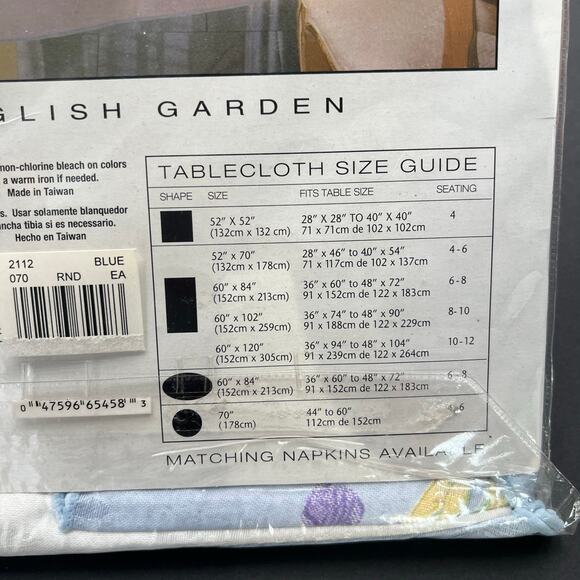 GLISH GARDEN
non-chlorine bleach on colors
a warm iron if needed.
Made in Taiwan
s. Usar solamente blanquedor
ancha tibia si es necesario.
Hecho en Taiwan
2112 BLUE
070 RND EA
0 47596 65458 3
TABLECLOTH SIZE GUIDE
SHAPE SIZE FITS TABLE SIZE SEATING
52" X 52" 28" X 28" TO 40" X 40" 4
(132cm x 132 cm) 71 x 71cm de 102 x 102cm
52" x 70" 28" x 46" to 40" x 54" 4-6
(132cm x 178cm) 71 x 117cm de 102 x 137cm
60" x 84" 36" x 60" to 48" x 72" 6-8
(152cm x 213cm) 91 x 152cm de 122 x 183cm
60" x 102" 36" x 74" to 48" x 90" 8-10
(152cm x 259cm) 91 x 188cm de 122 x 229cm
60" x 120" 36" x 94" to 48" x 104" 10-12
(152cm x 305cm) 91 x 239cm de 122 x 264cm
60" x 84" 36" x 60" to 48" x 72" 6-8
(152cm x 213cm) 91 x 152cm de 122 x 183cm
70" 44" to 60" 4-6
(178cm) 112cm de 152cm
MATCHING NAPKINS AVAILABLE